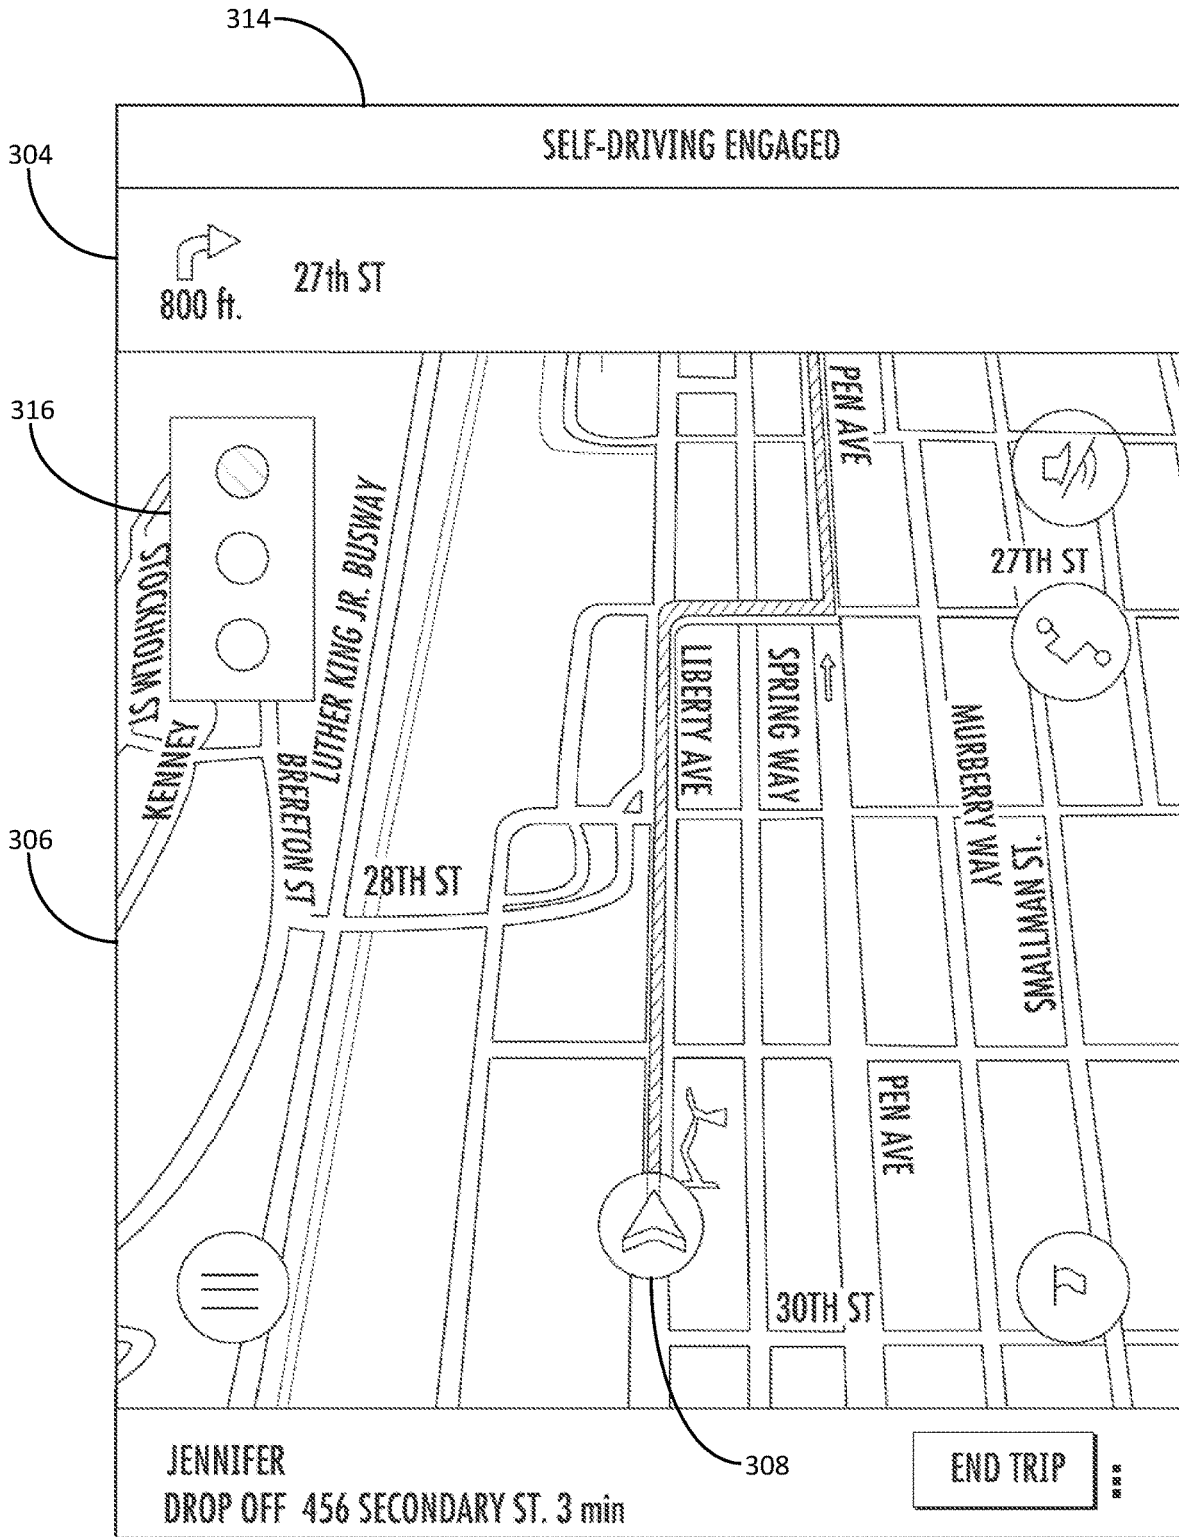 314
SELF-DRIVING ENGAGED
304
800 ft.
27th ST
316
PEN AVE
27TH ST
STOCKHOLM ST
LUTHER KING JR. BUSWAY
KENNEY
BRERETON ST
LIBERTY AVE
SPRING WAY
MURBERRY WAY
306
28TH ST
SMALLMAN ST.
PEN AVE
30TH ST
308
JENNIFER
DROP OFF 456 SECONDARY ST. 3 min
END TRIP